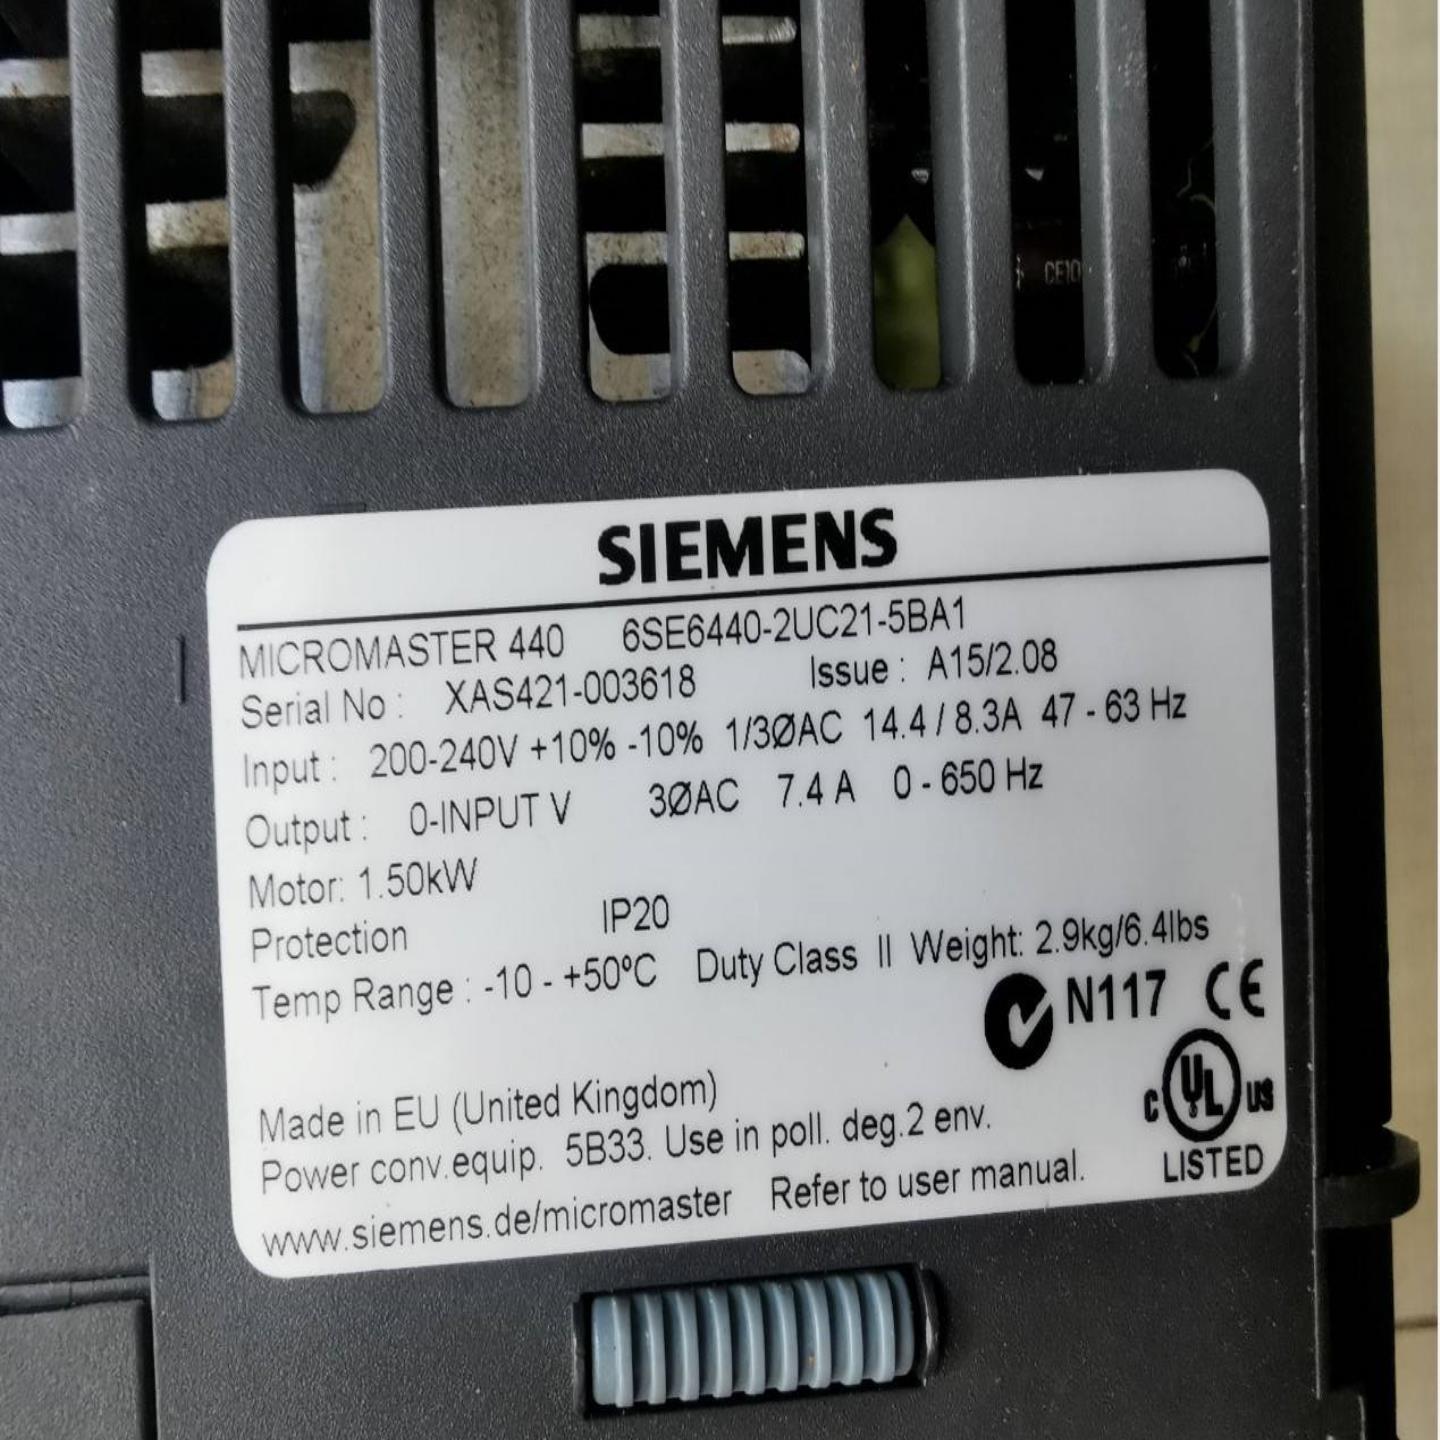 CE10
SIEMENS
MICROMASTER 440 6SE6440-2UC21-5BA1
Serial No : XAS421-003618 Issue : A15/2.08
Input : 200-240V +10% -10% 1/3ØAC 14.4 / 8.3A 47 - 63 Hz
Output : 0-INPUT V 3ØAC 7.4 A 0 - 650 Hz
Motor: 1.50kW
Protection IP20
Temp Range : -10 - +50ºC Duty Class II Weight: 2.9kg/6.4lbs
N117 CE
C UL US
LISTED
Made in EU (United Kingdom)
Power conv.equip. 5B33. Use in poll. deg.2 env.
www.siemens.de/micromaster Refer to user manual.